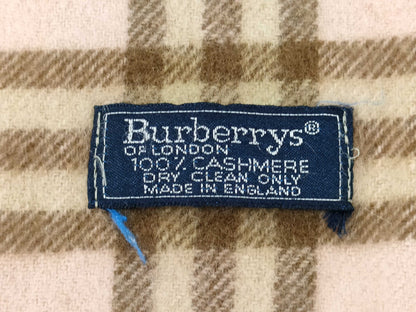 Burberrys®
OF LONDON
100% CASHMERE
DRY CLEAN ONLY
MADE IN ENGLAND